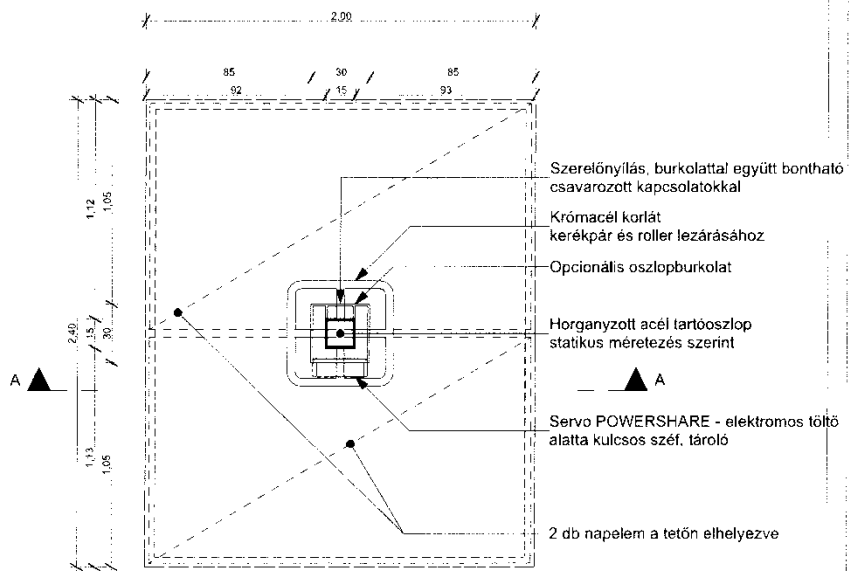 2,00
85 30 85
92 15 93
Szerelőnyílás, burkolattal együtt bontható
csavarozott kapcsolatokkal
Krómacél korlát
kerékpár és roller lezárásához
Opcionális oszlopburkolat
Horganyzott acél tartóoszlop
statikus méretezés szerint
Servo POWERSHARE - elektromos töltő
alatta kulcsos széf, tároló
2 db napelem a tetőn elhelyezve
2,40
1,12
15
1,13
1,05
30
1,05
A
A